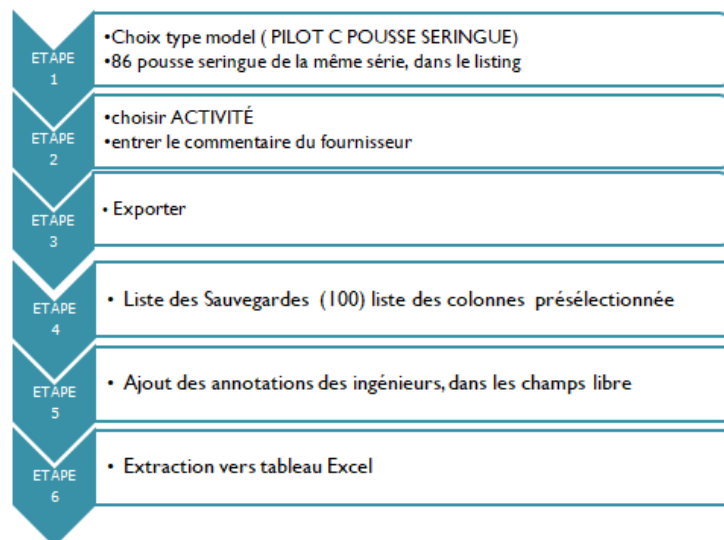 ETAPE
1
•Choix type model ( PILOT C POUSSE SERINGUE)
•86 pousse seringue de la même série, dans le listing
ETAPE
2
•choisir ACTIVITÉ
•entrer le commentaire du fournisseur
ETAPE
3
• Exporter
ETAPE
4
• Liste des Sauvegardes (100) liste des colonnes présélectionnée
ETAPE
5
• Ajout des annotations des ingénieurs, dans les champs libre
ETAPE
6
• Extraction vers tableau Excel